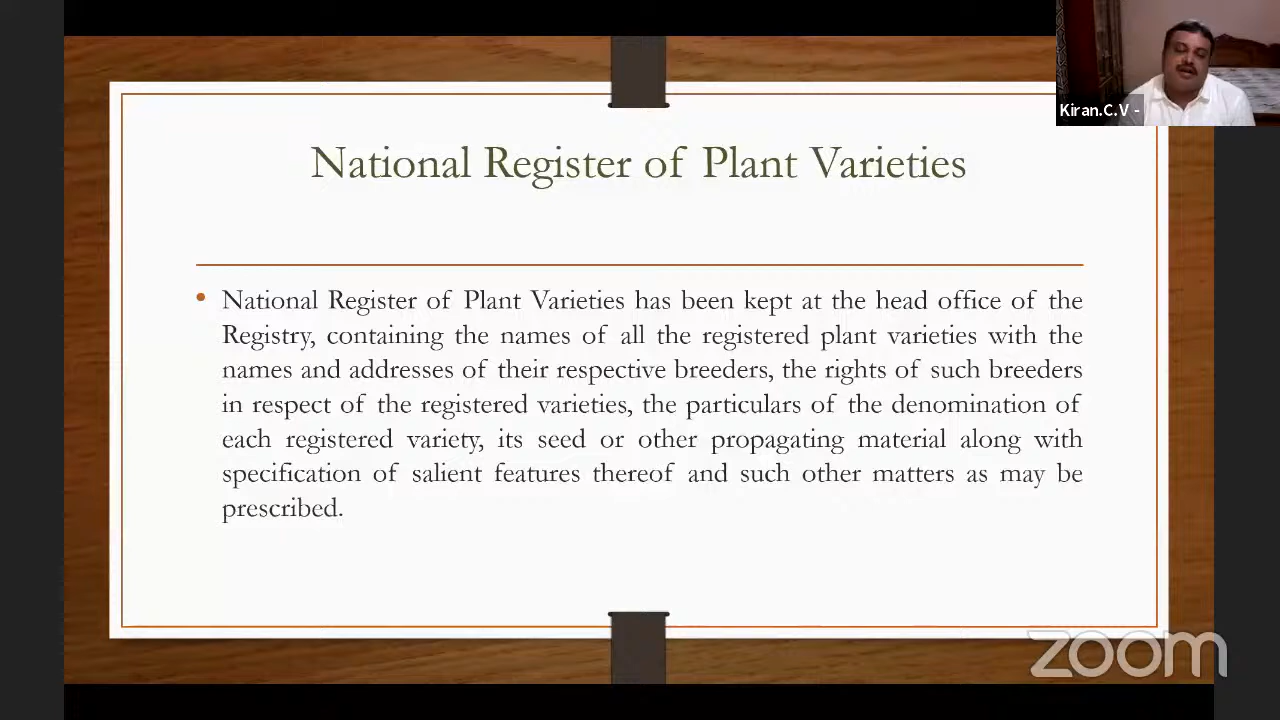 Kiran.C.V -
National Register of Plant Varieties
• National Register of Plant Varieties has been kept at the head office of the
Registry, containing the names of all the registered plant varieties with the
names and addresses of their respective breeders, the rights of such breeders
in respect of the registered varieties, the particulars of the denomination of
each registered variety, its seed or other propagating material along with
specification of salient features thereof and such other matters as may be
prescribed.
zoom